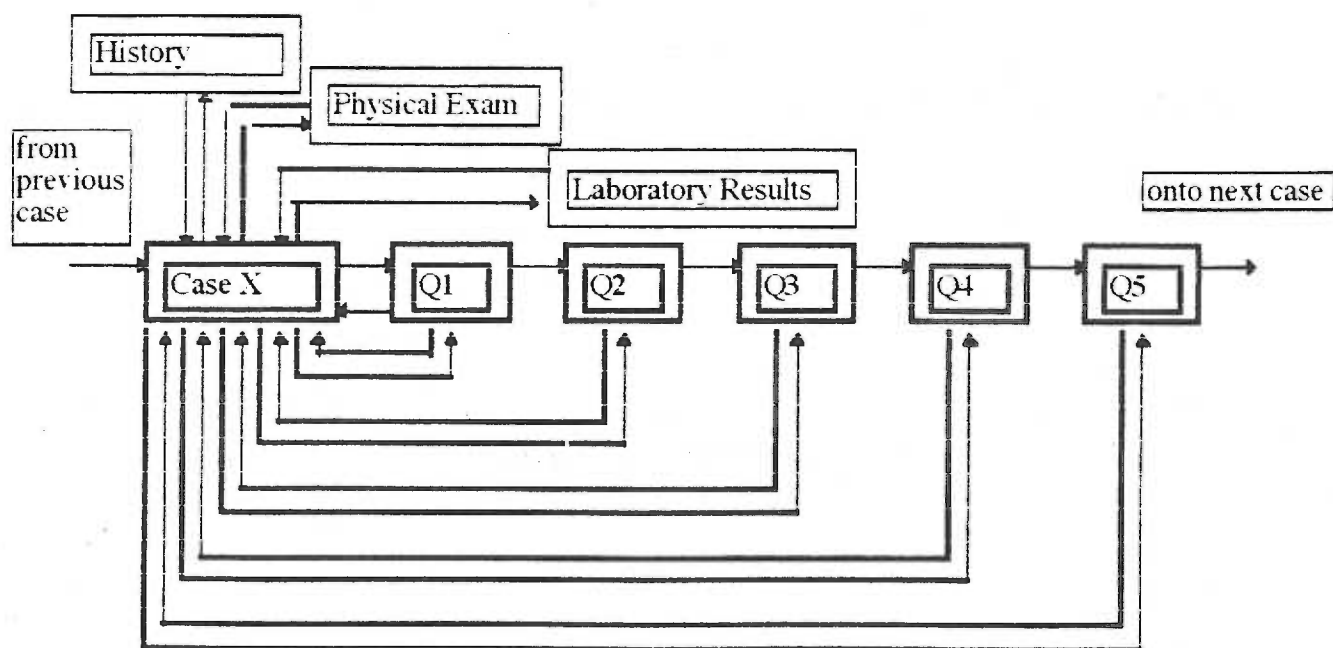 History
Physical Exam
from
previous
case
Laboratory Results
onto next case
Case X
Q1
Q2
Q3
Q4
Q5